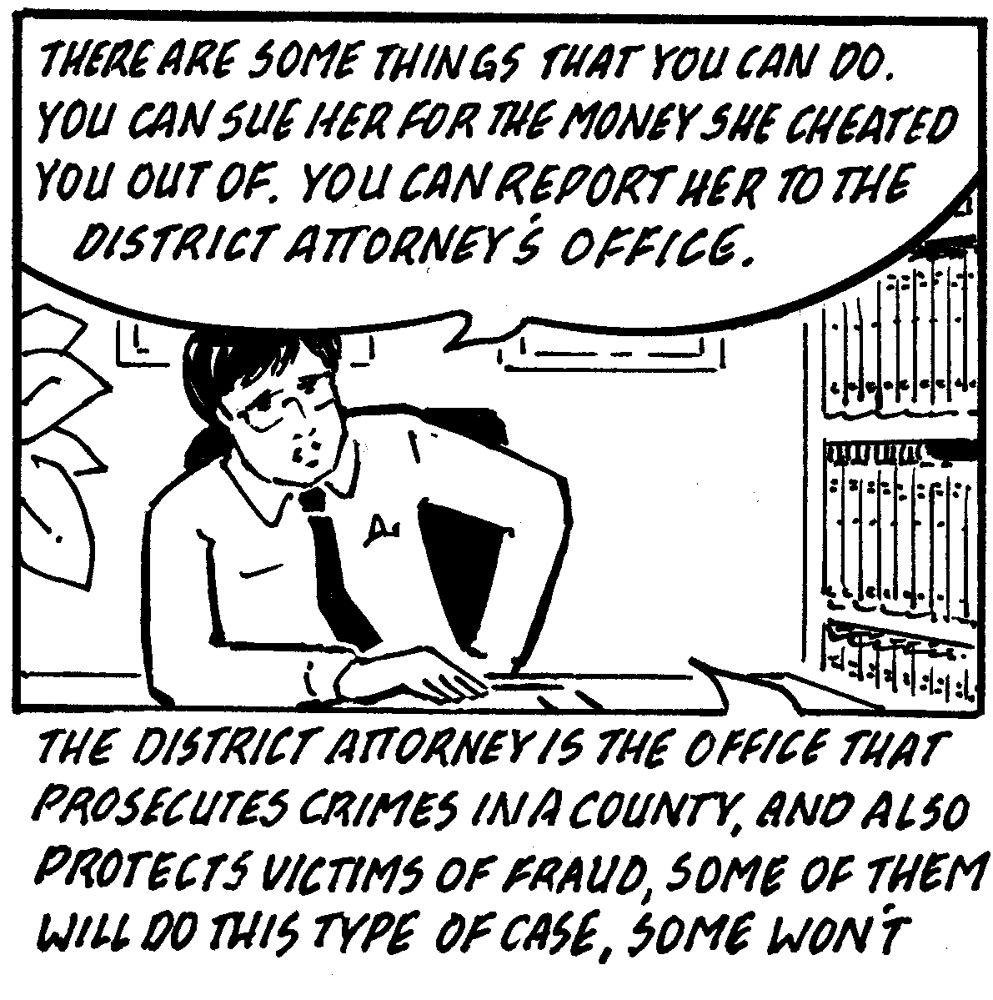 THERE ARE SOME THINGS THAT YOU CAN DO.
YOU CAN SUE HER FOR THE MONEY SHE CHEATED
YOU OUT OF. YOU CAN REPORT HER TO THE
DISTRICT ATTORNEY'S OFFICE.
THE DISTRICT ATTORNEY IS THE OFFICE THAT
PROSECUTES CRIMES IN A COUNTY, AND ALSO
PROTECTS VICTIMS OF FRAUD, SOME OF THEM
WILL DO THIS TYPE OF CASE, SOME WON'T